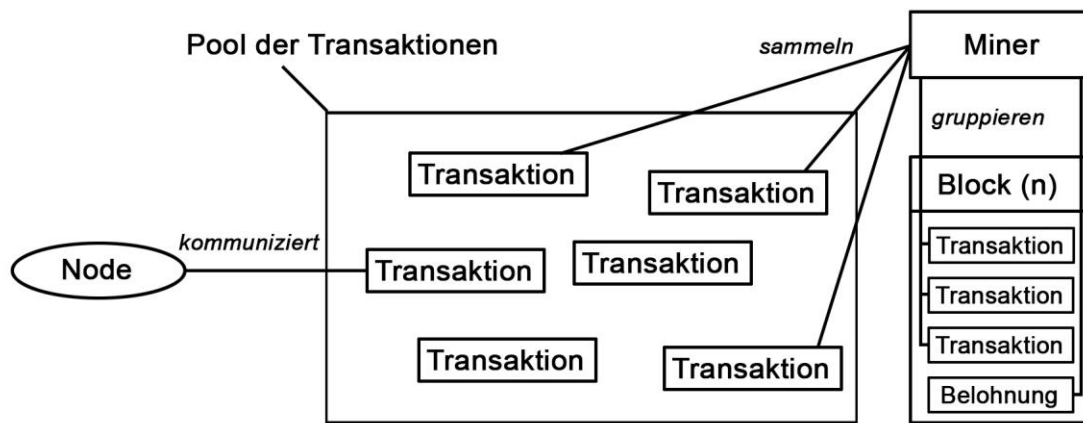 Pool der Transaktionen
sammeln
Miner
gruppieren
Transaktion
Transaktion
Block (n)
kommuniziert
Node
Transaktion
Transaktion
Transaktion
Transaktion
Transaktion
Transaktion
Transaktion
Belohnung